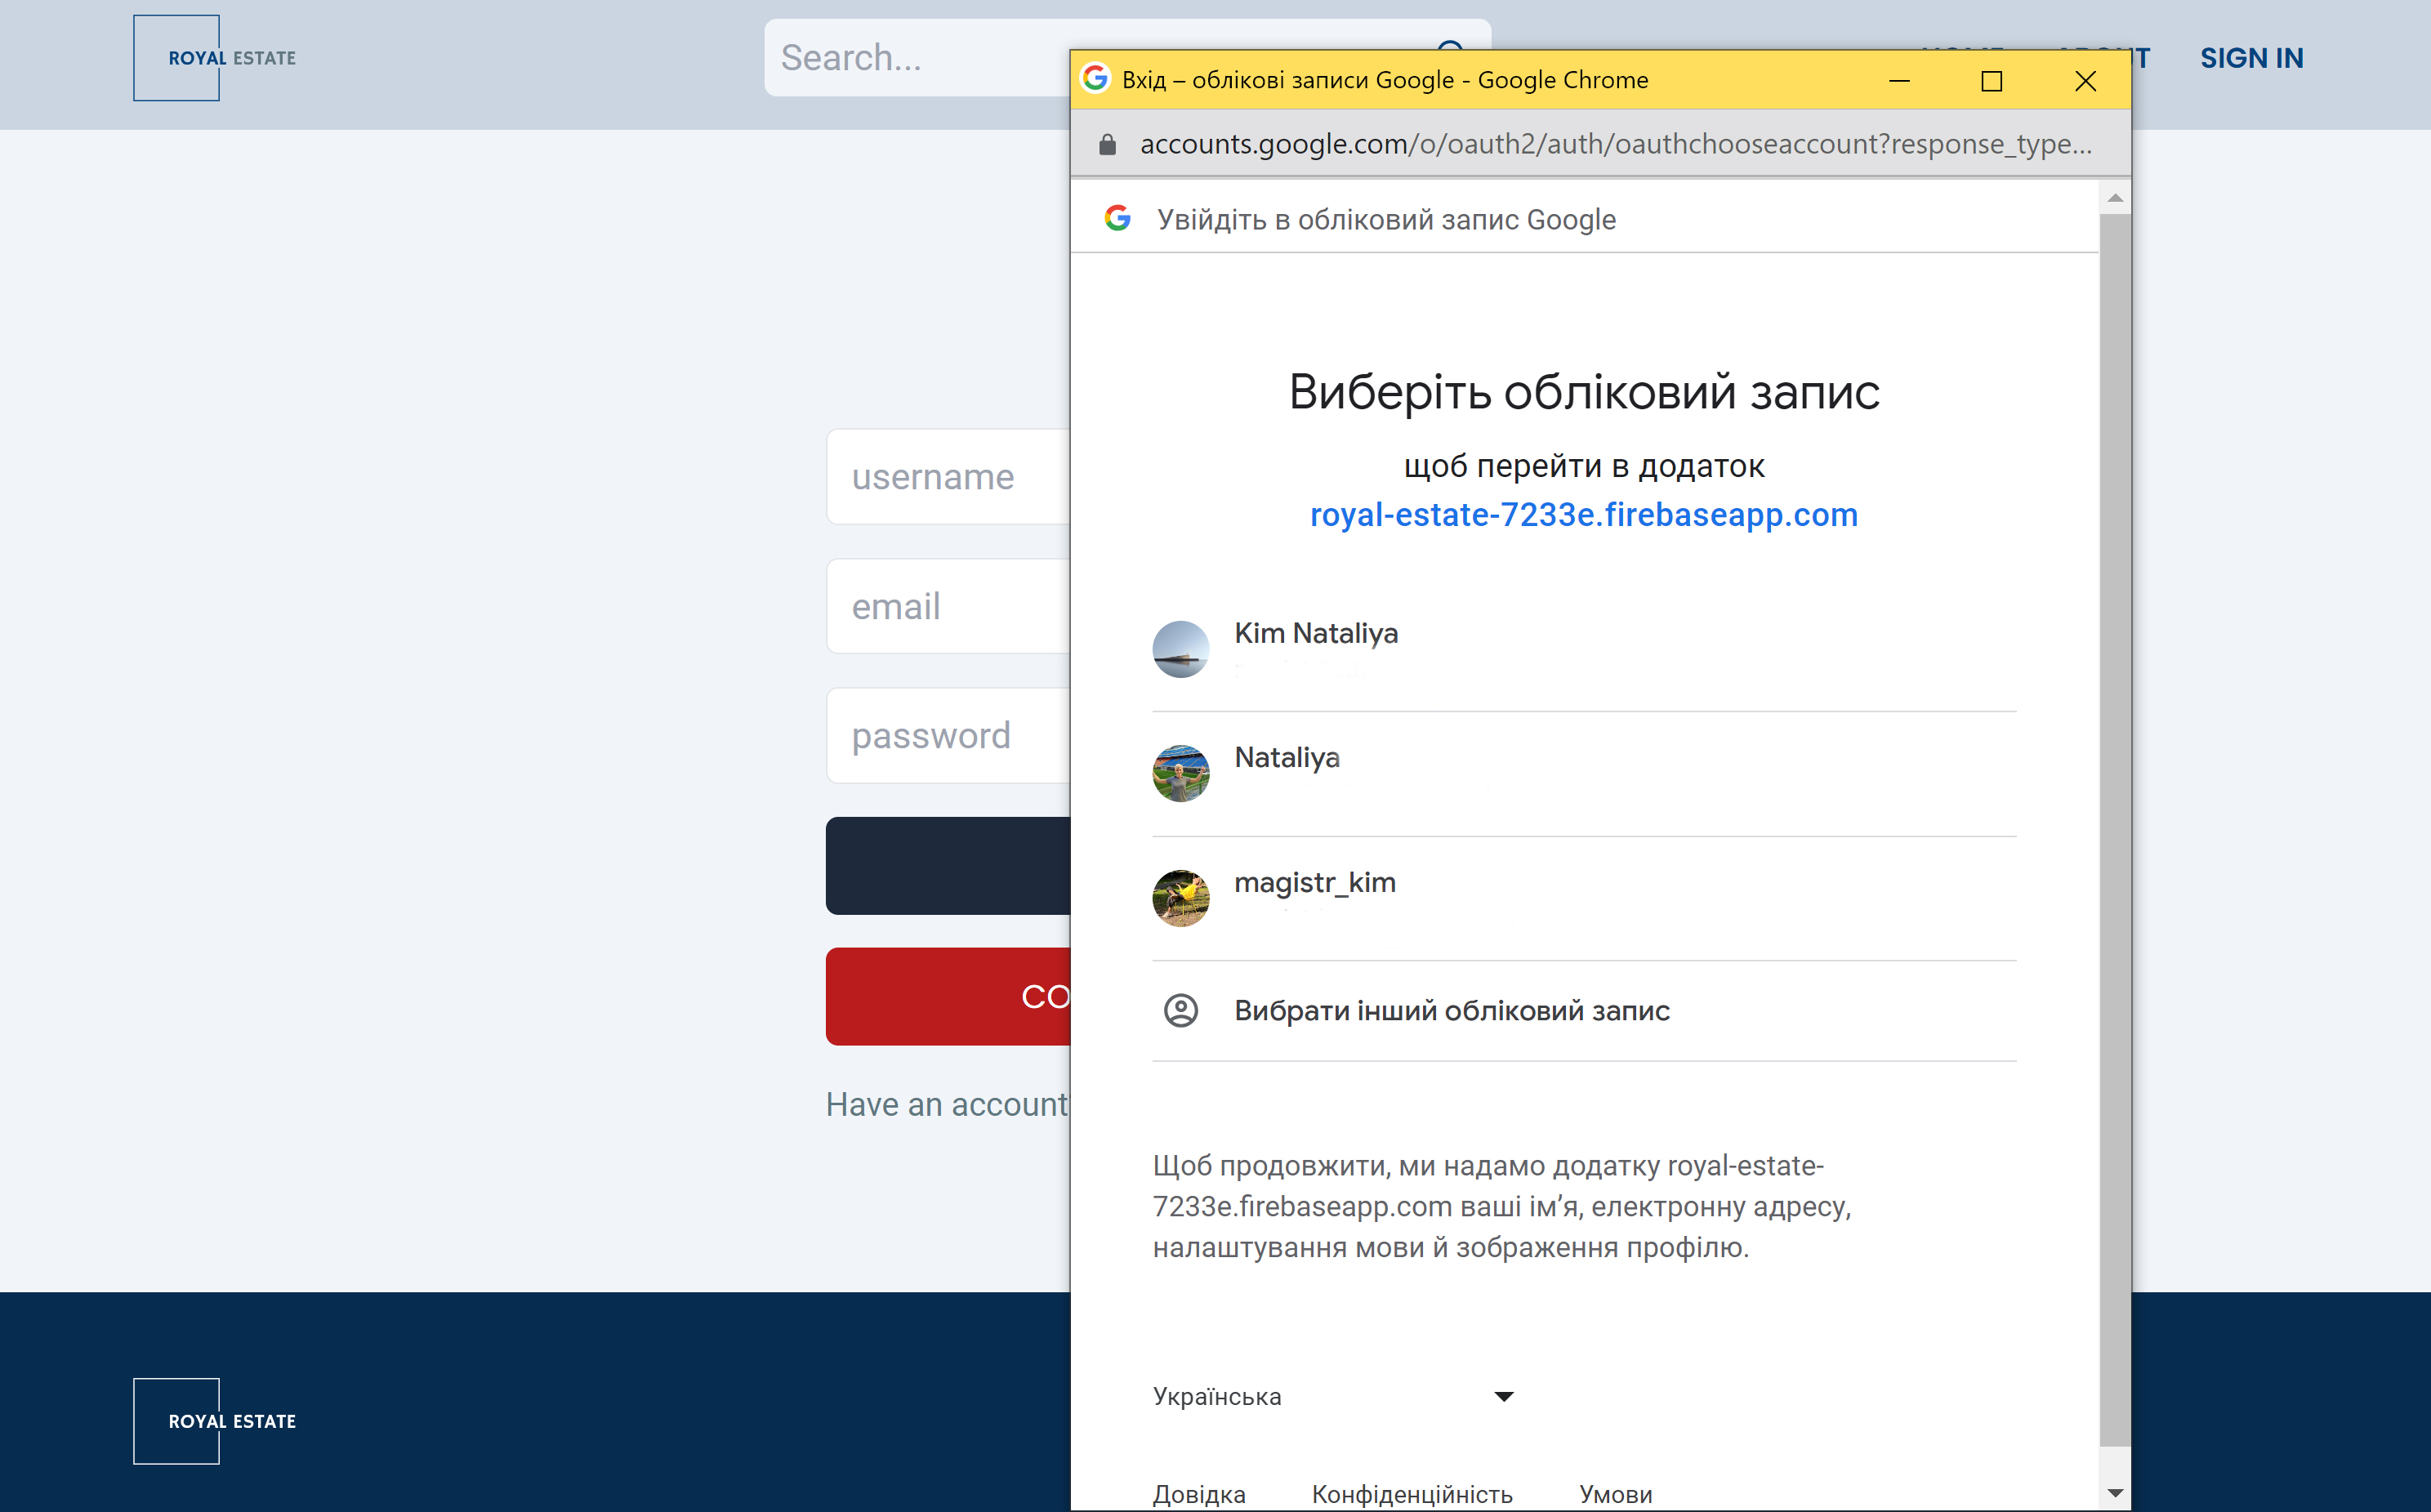 ROYAL ESTATE
Search...
SIGN IN
Вхід – облікові записи Google - Google Chrome
accounts.google.com/o/oauth2/auth/oauthchooseaccount?response_type...
Увійдіть в обліковий запис Google
Виберіть обліковий запис
щоб перейти в додаток
royal-estate-7233e.firebaseapp.com
username
email
password
CO
Have an account
Kim Nataliya
Nataliya
magistr_kim
Вибрати інший обліковий запис
Щоб продовжити, ми надамо додатку royal-estate-
7233e.firebaseapp.com ваші ім’я, електронну адресу,
налаштування мови й зображення профілю.
Українська
Довідка Конфіденційність Умови
ROYAL ESTATE